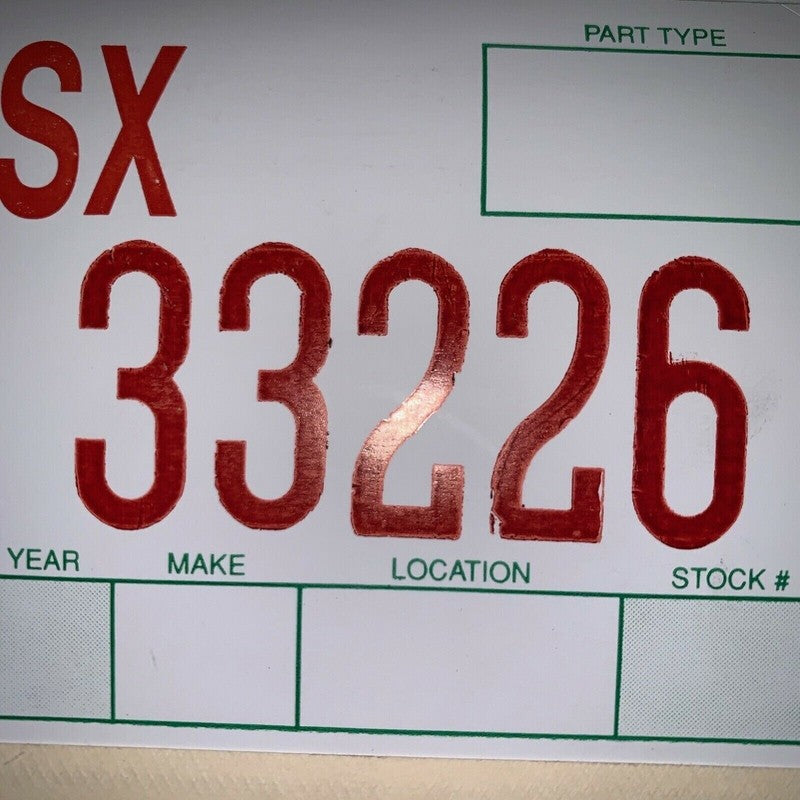 PART TYPE
SX
33226
YEAR MAKE LOCATION STOCK #